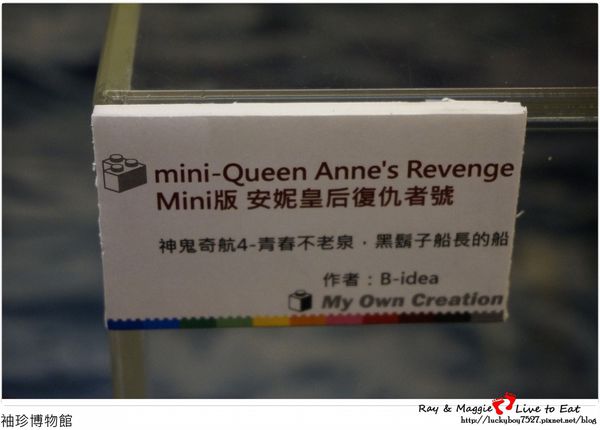 mini-Queen Anne's Revenge
Mini版 安妮皇后復仇者號
神鬼奇航4-青春不老泉，黑鬍子船長的船
作者：B-idea
My Own Creation
Ray & Maggie Live to Eat
http://luckyboy7527.pixnet.net/blog
袖珍博物館